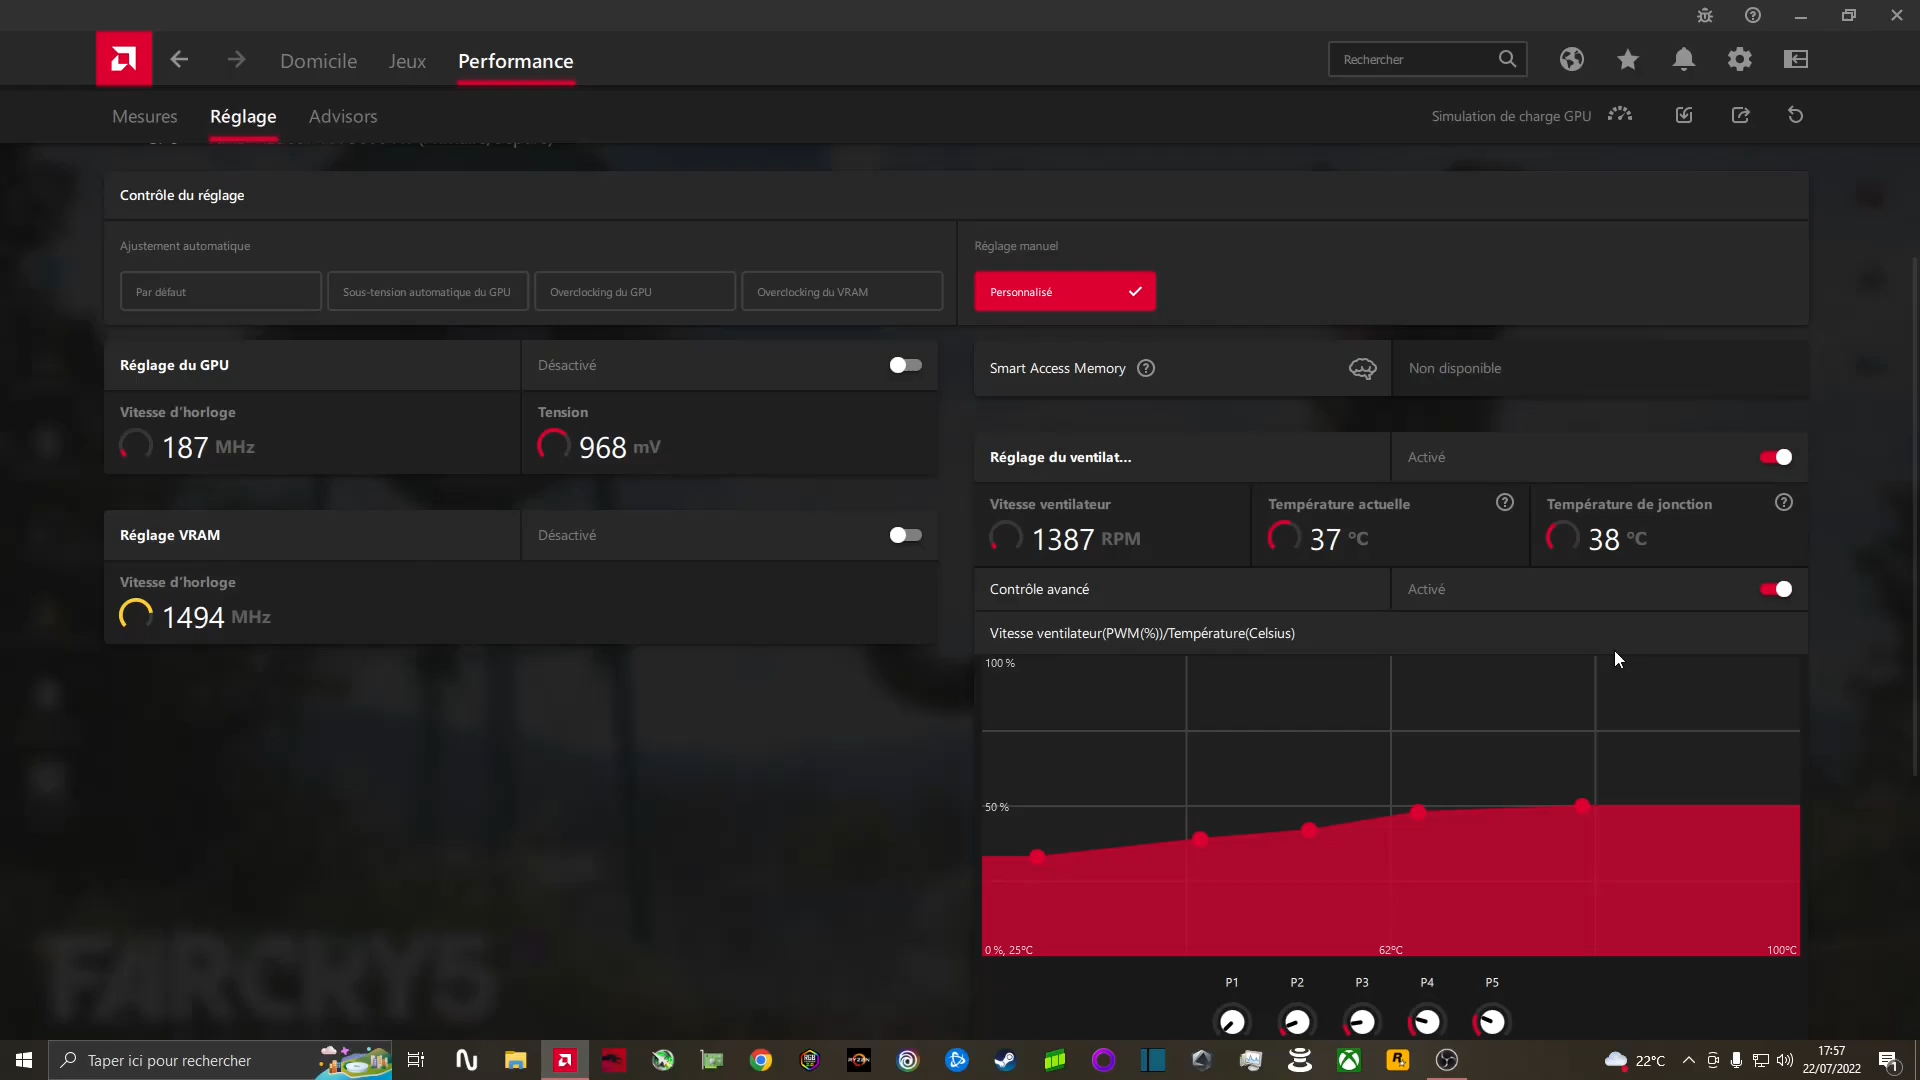 Domicile
Jeux
Performance
Rechercher
Mesures
Réglage
Advisors
Simulation de charge GPU
Contrôle du réglage
Ajustement automatique
Par défaut
Sous-tension automatique du GPU
Overclocking du GPU
Overclocking du VRAM
Réglage manuel
Personnalisé
Réglage du GPU
Désactivé
Vitesse d'horloge
187 MHz
Tension
968 mV
Réglage VRAM
Désactivé
Vitesse d'horloge
1494 MHz
Smart Access Memory
Non disponible
Réglage du ventilat...
Activé
Vitesse ventilateur
1387 RPM
Température actuelle
37 °C
Température de jonction
38 °C
Contrôle avancé
Activé
Vitesse ventilateur(PWM(%))/Température(Celsius)
100 %
50 %
0 %, 25°C
62°C
100°C
P1
P2
P3
P4
P5
FARCRY5
Taper ici pour rechercher
22°C
17:57
22/07/2022
1